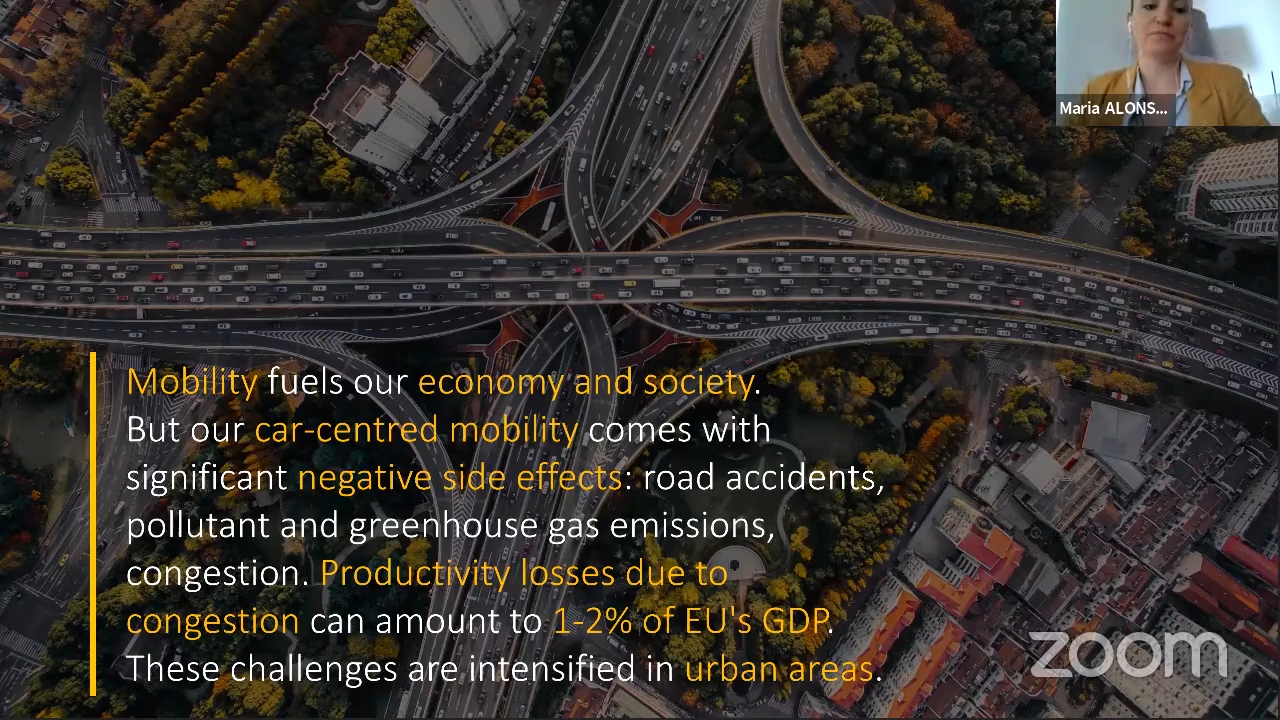 Maria ALONS...
Mobility fuels our economy and society.
But our car-centred mobility comes with
significant negative side effects: road accidents,
pollutant and greenhouse gas emissions,
congestion. Productivity losses due to
congestion can amount to 1-2% of EU's GDP.
These challenges are intensified in urban areas.
zoom